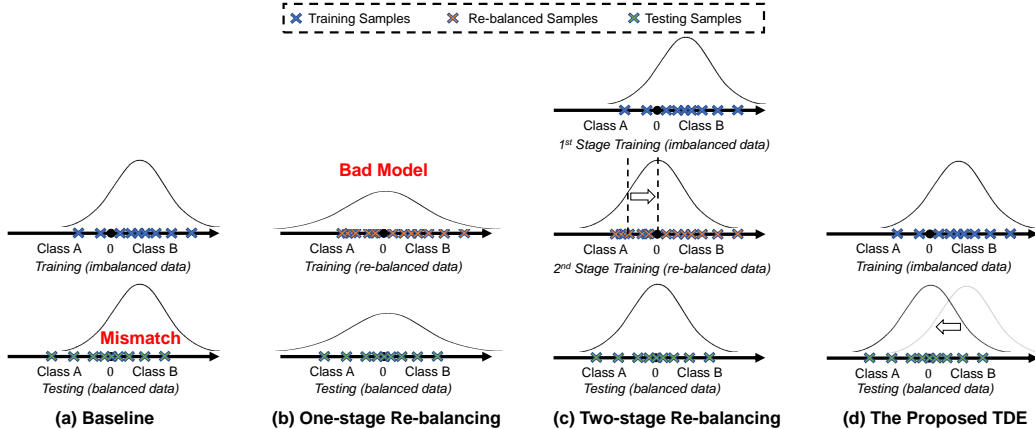 Training Samples Re-balanced Samples Testing Samples
Class A 0 Class B
1st Stage Training (imbalanced data)
Bad Model
Class A 0 Class B
Training (imbalanced data)
Class A 0 Class B
Training (re-balanced data)
Class A 0 Class B
2nd Stage Training (re-balanced data)
Class A 0 Class B
Training (imbalanced data)
Mismatch
Class A 0 Class B
Testing (balanced data)
Class A 0 Class B
Testing (balanced data)
Class A 0 Class B
Testing (balanced data)
Class A 0 Class B
Testing (balanced data)
(a) Baseline
(b) One-stage Re-balancing
(c) Two-stage Re-balancing
(d) The Proposed TDE